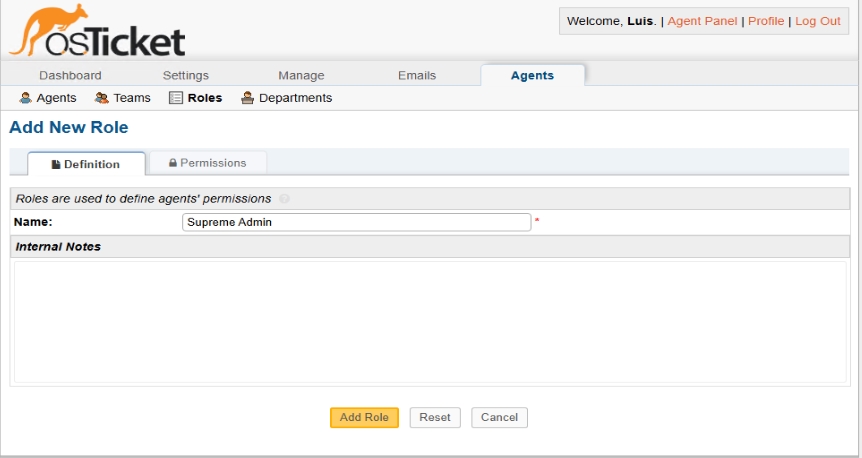 osTicket
Welcome, Luis. | Agent Panel | Profile | Log Out
Dashboard Settings Manage Emails Agents
Agents Teams Roles Departments
Add New Role
Definition Permissions
Roles are used to define agents' permissions
Name: Supreme Admin *
Internal Notes
Add Role Reset Cancel